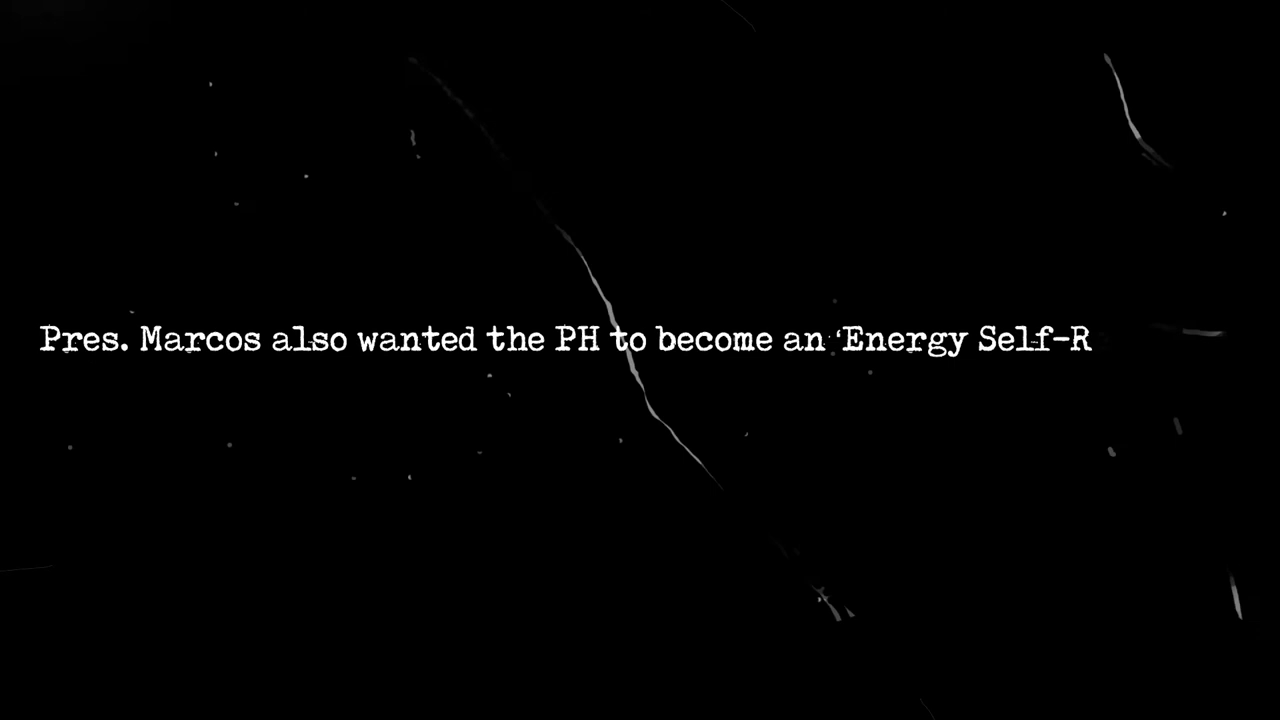 Pres. Marcos also wanted the PH to become an ‘Energy Self-R